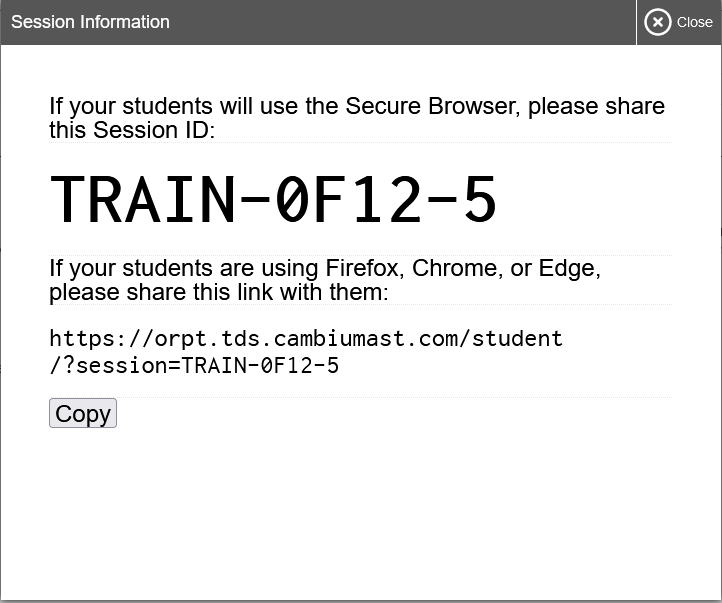 Session Information
Close
If your students will use the Secure Browser, please share
this Session ID:
TRAIN-0F12-5
If your students are using Firefox, Chrome, or Edge,
please share this link with them:
https://orpt.tds.cambiumast.com/student
/?session=TRAIN-0F12-5
Copy